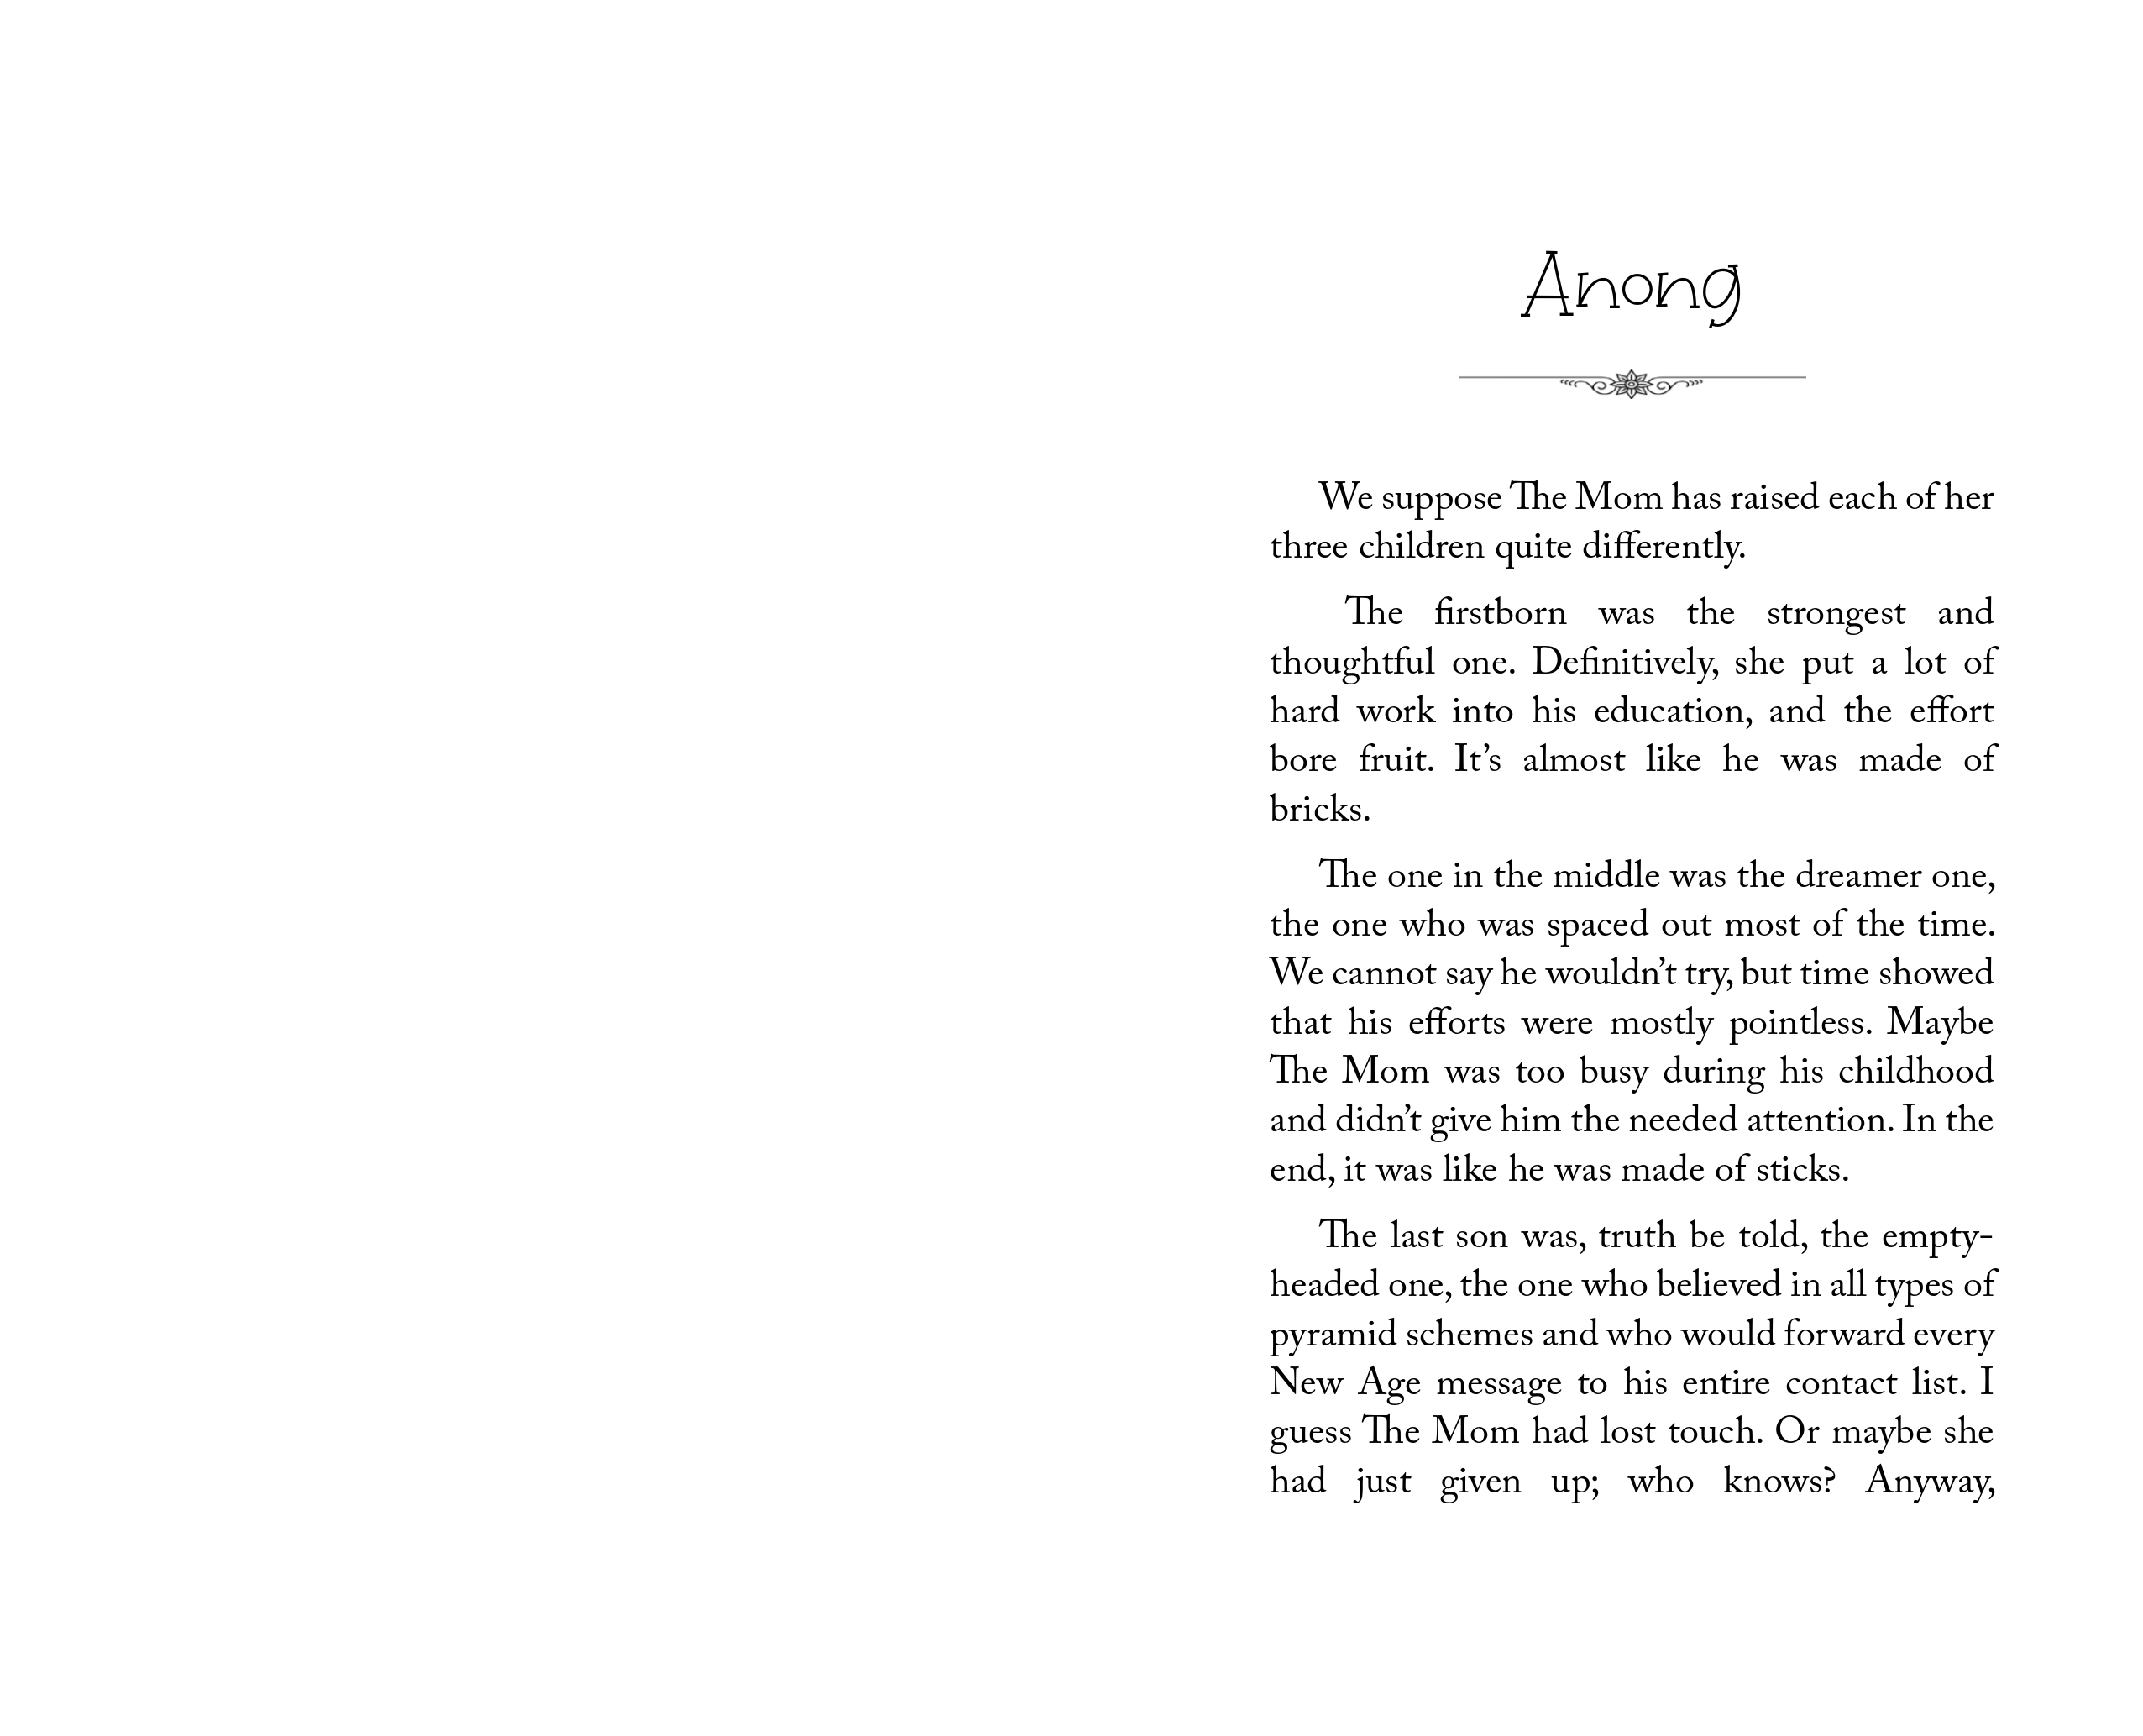 Anong
We suppose The Mom has raised each of her
three children quite differently.
The firstborn was the strongest and
thoughtful one. Definitively, she put a lot of
hard work into his education, and the effort
bore fruit. It’s almost like he was made of
bricks.
The one in the middle was the dreamer one,
the one who was spaced out most of the time.
We cannot say he wouldn’t try, but time showed
that his efforts were mostly pointless. Maybe
The Mom was too busy during his childhood
and didn’t give him the needed attention. In the
end, it was like he was made of sticks.
The last son was, truth be told, the empty-
headed one, the one who believed in all types of
pyramid schemes and who would forward every
New Age message to his entire contact list. I
guess The Mom had lost touch. Or maybe she
had just given up; who knows? Anyway,